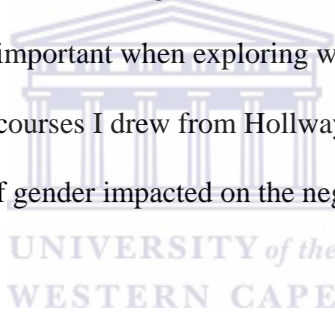 important when exploring w
courses I drew from Hollway
f gender impacted on the neg
UNIVERSITY of the
WESTERN CAPE